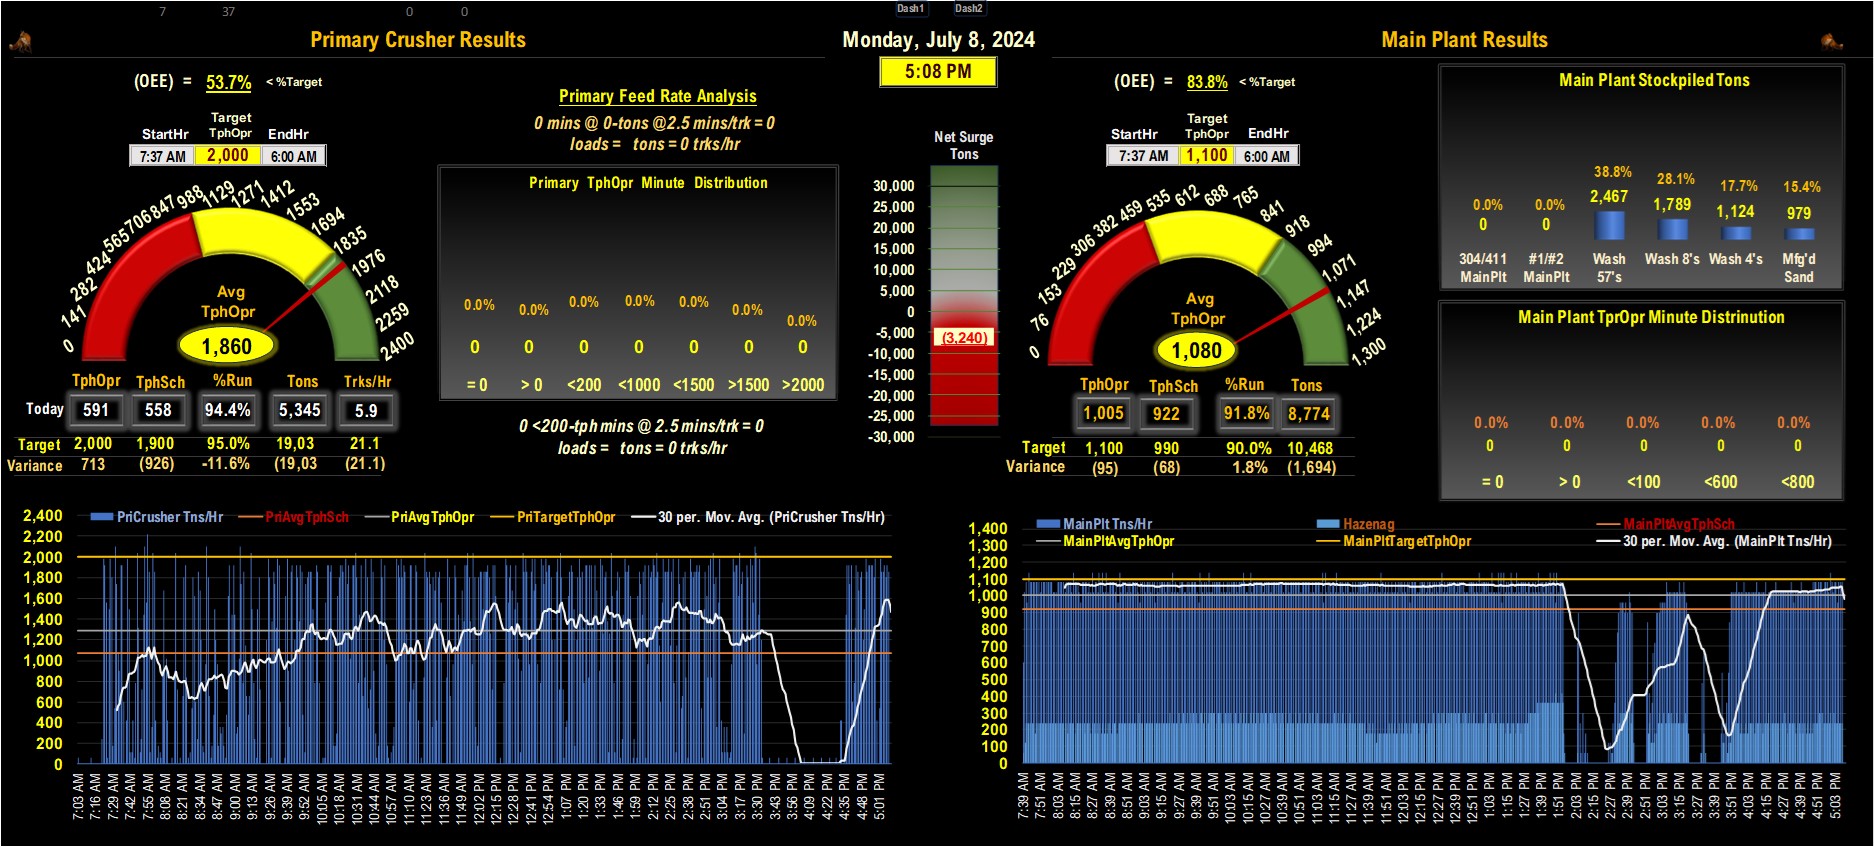 7 37 0 0 Dash1 Dash2
Primary Crusher Results
Monday, July 8, 2024
Main Plant Results
5:08 PM
(OEE) = 53.7% < %Target
StartHr Target TphOpr EndHr
7:37 AM 2,000 6:00 AM
0 141 282 424 565 706 847 988 1129 1271 1412 1553 1694 1835 1976 2118 2259 2400
Avg
TphOpr
1,860
TphOpr TphSch %Run Tons Trks/Hr
Today 591 558 94.4% 5,345 5.9
Target 2,000 1,900 95.0% 19,03 21.1
Variance 713 (926) -11.6% (19,03 (21.1)
Primary Feed Rate Analysis
0 mins @ 0-tons @2.5 mins/trk = 0
loads = tons = 0 trks/hr
Primary TphOpr Minute Distribution
0.0% 0.0% 0.0% 0.0% 0.0% 0.0% 0.0%
0 0 0 0 0 0 0
= 0 > 0 <200 <1000 <1500 >1500 >2000
0 <200-tph mins @ 2.5 mins/trk = 0
loads = tons = 0 trks/hr
Net Surge
Tons
30,000
25,000
20,000
15,000
10,000
5,000
0
-5,000
(3,240)
-10,000
-15,000
-20,000
-25,000
-30,000
(OEE) = 83.8% < %Target
StartHr Target TphOpr EndHr
7:37 AM 1,100 6:00 AM
0 76 153 229 306 382 459 535 612 688 765 841 918 994 1,071 1,147 1,224 1,300
Avg
TphOpr
1,080
TphOpr TphSch %Run Tons
1,005 922 91.8% 8,774
Target 1,100 990 90.0% 10,468
Variance (95) (68) 1.8% (1,694)
Main Plant Stockpiled Tons
0.0% 0.0% 38.8% 28.1% 17.7% 15.4%
0 0 2,467 1,789 1,124 979
304/411 MainPlt #1/#2 MainPlt Wash 57's Wash 8's Wash 4's Mfg'd Sand
Main Plant TprOpr Minute Distrinution
0.0% 0.0% 0.0% 0.0% 0.0%
0 0 0 0 0
= 0 > 0 <100 <600 <800
PriCrusher Tns/Hr PriAvgTphSch PriAvgTphOpr PriTargetTphOpr 30 per. Mov. Avg. (PriCrusher Tns/Hr)
2,400
2,200
2,000
1,800
1,600
1,400
1,200
1,000
800
600
400
200
0
7:03 AM 7:16 AM 7:29 AM 7:42 AM 7:55 AM 8:08 AM 8:21 AM 8:34 AM 8:47 AM 9:00 AM 9:13 AM 9:26 AM 9:39 AM 9:52 AM 10:05 AM 10:18 AM 10:31 AM 10:44 AM 10:57 AM 11:10 AM 11:23 AM 11:36 AM 11:49 AM 12:02 PM 12:15 PM 12:28 PM 12:41 PM 12:54 PM 1:07 PM 1:20 PM 1:33 PM 1:46 PM 1:59 PM 2:12 PM 2:25 PM 2:38 PM 2:51 PM 3:04 PM 3:17 PM 3:30 PM 3:43 PM 3:56 PM 4:09 PM 4:22 PM 4:35 PM 4:48 PM 5:01 PM
MainPlt Tns/Hr Hazenag MainPltAvgTphSch
MainPltAvgTphOpr MainPltTargetTphOpr 30 per. Mov. Avg. (MainPlt Tns/Hr)
1,400
1,300
1,200
1,100
1,000
900
800
700
600
500
400
300
200
100
0
7:39 AM 7:51 AM 8:03 AM 8:15 AM 8:27 AM 8:39 AM 8:51 AM 9:03 AM 9:15 AM 9:27 AM 9:39 AM 9:51 AM 10:03 AM 10:15 AM 10:27 AM 10:39 AM 10:51 AM 11:03 AM 11:15 AM 11:27 AM 11:39 AM 11:51 AM 12:03 PM 12:15 PM 12:27 PM 12:39 PM 12:51 PM 1:03 PM 1:15 PM 1:27 PM 1:39 PM 1:51 PM 2:03 PM 2:15 PM 2:27 PM 2:39 PM 2:51 PM 3:03 PM 3:15 PM 3:27 PM 3:39 PM 3:51 PM 4:03 PM 4:15 PM 4:27 PM 4:39 PM 4:51 PM 5:03 PM